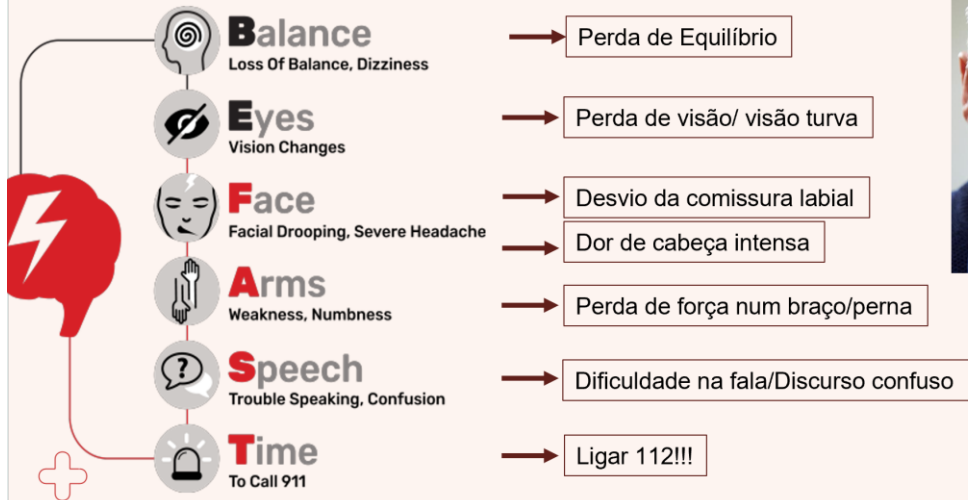 Balance
Loss Of Balance, Dizziness
Perda de Equilíbrio
Eyes
Vision Changes
Perda de visão/ visão turva
Face
Facial Drooping, Severe Headache
Desvio da comissura labial
Dor de cabeça intensa
Arms
Weakness, Numbness
Perda de força num braço/perna
Speech
Trouble Speaking, Confusion
Dificuldade na fala/Discurso confuso
Time
To Call 911
Ligar 112!!!
?